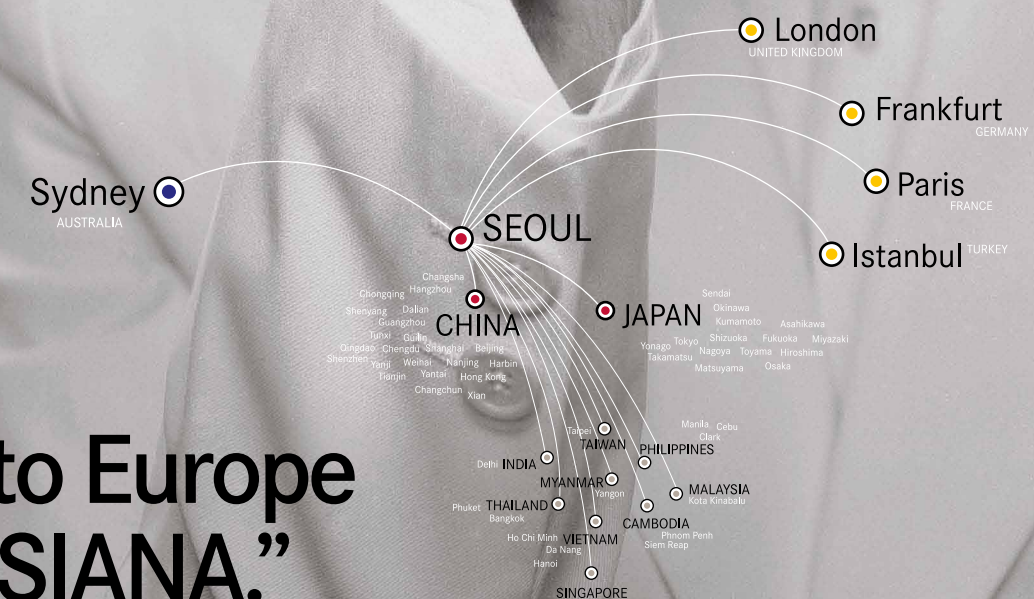 London
UNITED KINGDOM
Frankfurt
GERMANY
Paris
FRANCE
Istanbul TURKEY
Sydney
AUSTRALIA
SEOUL
CHINA
Changsha
Chongqing Hangzhou
Shenyang Dalian
Guangzhou
Tunxi Guilin
Qingdao Chengdu Shanghai Beijing
Shenzhen Yanji Weihai Nanjing Harbin
Tianjin Yantai Hong Kong
Changchun Xian
JAPAN
Sendai
Okinawa
Kumamoto Asahikawa
Yonago Tokyo Shizuoka Fukuoka Miyazaki
Takamatsu Nagoya Toyama Hiroshima
Matsuyama Osaka
Taipei
TAIWAN
Manila Cebu
Clark
PHILIPPINES
Delhi INDIA
MYANMAR
Yangon
MALAYSIA
Kota Kinabalu
Phuket THAILAND
Bangkok
CAMBODIA
Phnom Penh
Siem Reap
Ho Chi Minh VIETNAM
Da Nang
Hanoi
SINGAPORE
to Europe
SIANA.”